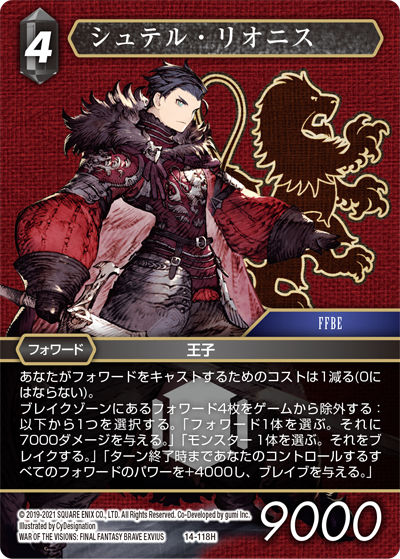 4
シュテル・リオニス
FFBE
フォワード
王子
あなたがフォワードをキャストするためのコストは1減る(0に
はならない)。
ブレイクゾーンにあるフォワード4枚をゲームから除外する：
以下から1つを選択する。「フォワード1体を選ぶ。それに
7000ダメージを与える。」「モンスター1体を選ぶ。それをブ
レイクする。」「ターン終了時まであなたのコントロールするす
べてのフォワードのパワーを+4000し、ブレイブを与える。」
© 2019-2021 SQUARE ENIX CO., LTD. All Rights Reserved. Co-Developed by gumi Inc.
Illustrated by CyDesignation
WAR OF THE VISIONS: FINAL FANTASY BRAVE EXVIUS
14-118H
9000